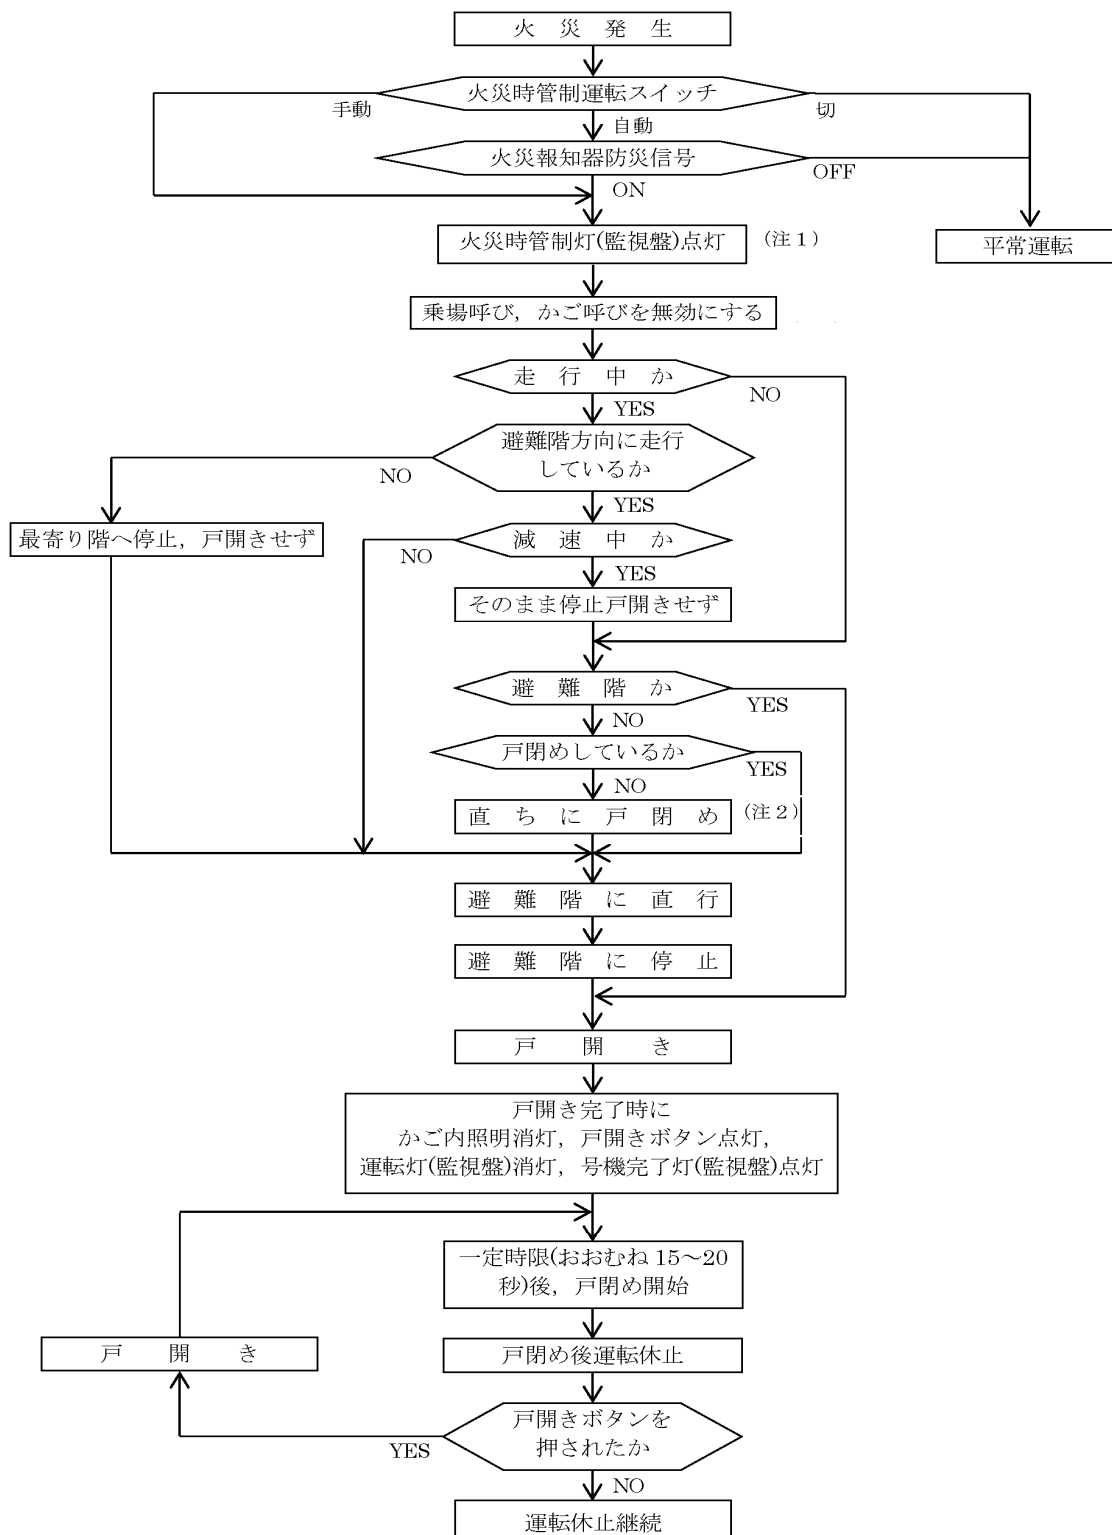 火災発生
火災時管制運転スイッチ
手動
切
自動
火災報知器防災信号
OFF
ON
火災時管制灯(監視盤)点灯
(注1)
平常運転
乗場呼び，かご呼びを無効にする
走行中か
NO
YES
避難階方向に走行
しているか
NO
YES
最寄り階へ停止，戸開きせず
減速中か
NO
YES
そのまま停止戸開きせず
避難階か
YES
NO
戸閉めしているか
YES
NO
直ちに戸閉め
(注2)
避難階に直行
避難階に停止
戸開き
戸開き完了時に
かご内照明消灯，戸開きボタン点灯，
運転灯(監視盤)消灯，号機完了灯(監視盤)点灯
一定時限(おおむね 15～20
秒)後，戸閉め開始
戸開き
戸閉め後運転休止
戸開きボタンを
押されたか
YES
NO
運転休止継続